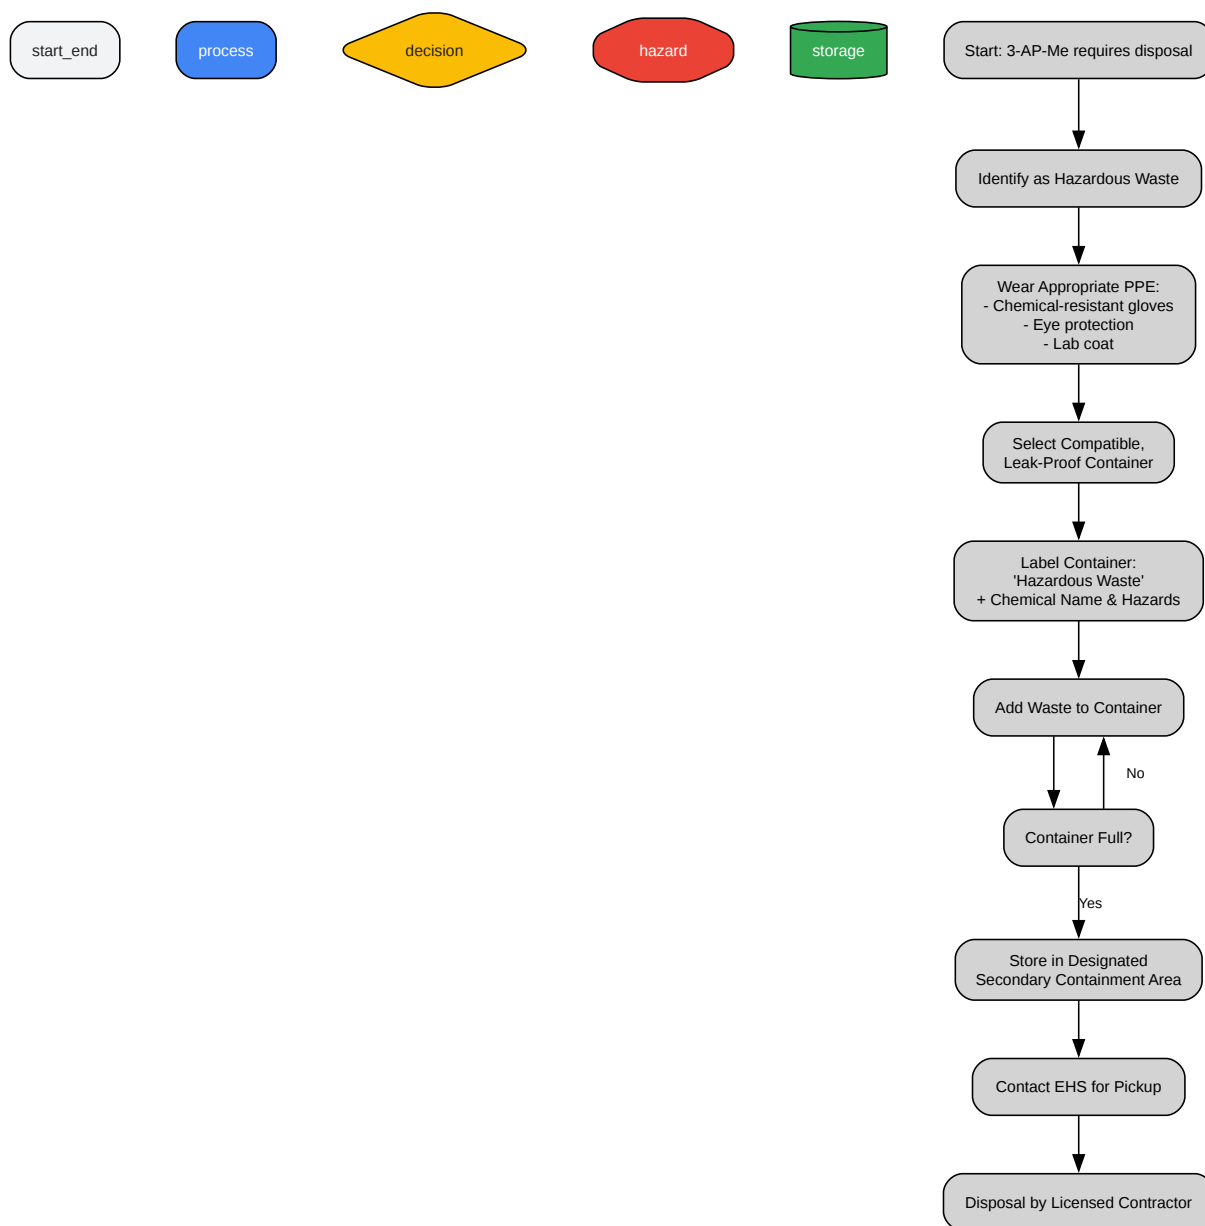 start_end
process
decision
hazard
storage
Start: 3-AP-Me requires disposal
Identify as Hazardous Waste
Wear Appropriate PPE:
- Chemical-resistant gloves
- Eye protection
- Lab coat
Select Compatible,
Leak-Proof Container
Label Container:
'Hazardous Waste'
+ Chemical Name & Hazards
Add Waste to Container
No
Container Full?
Yes
Store in Designated
Secondary Containment Area
Contact EHS for Pickup
Disposal by Licensed Contractor